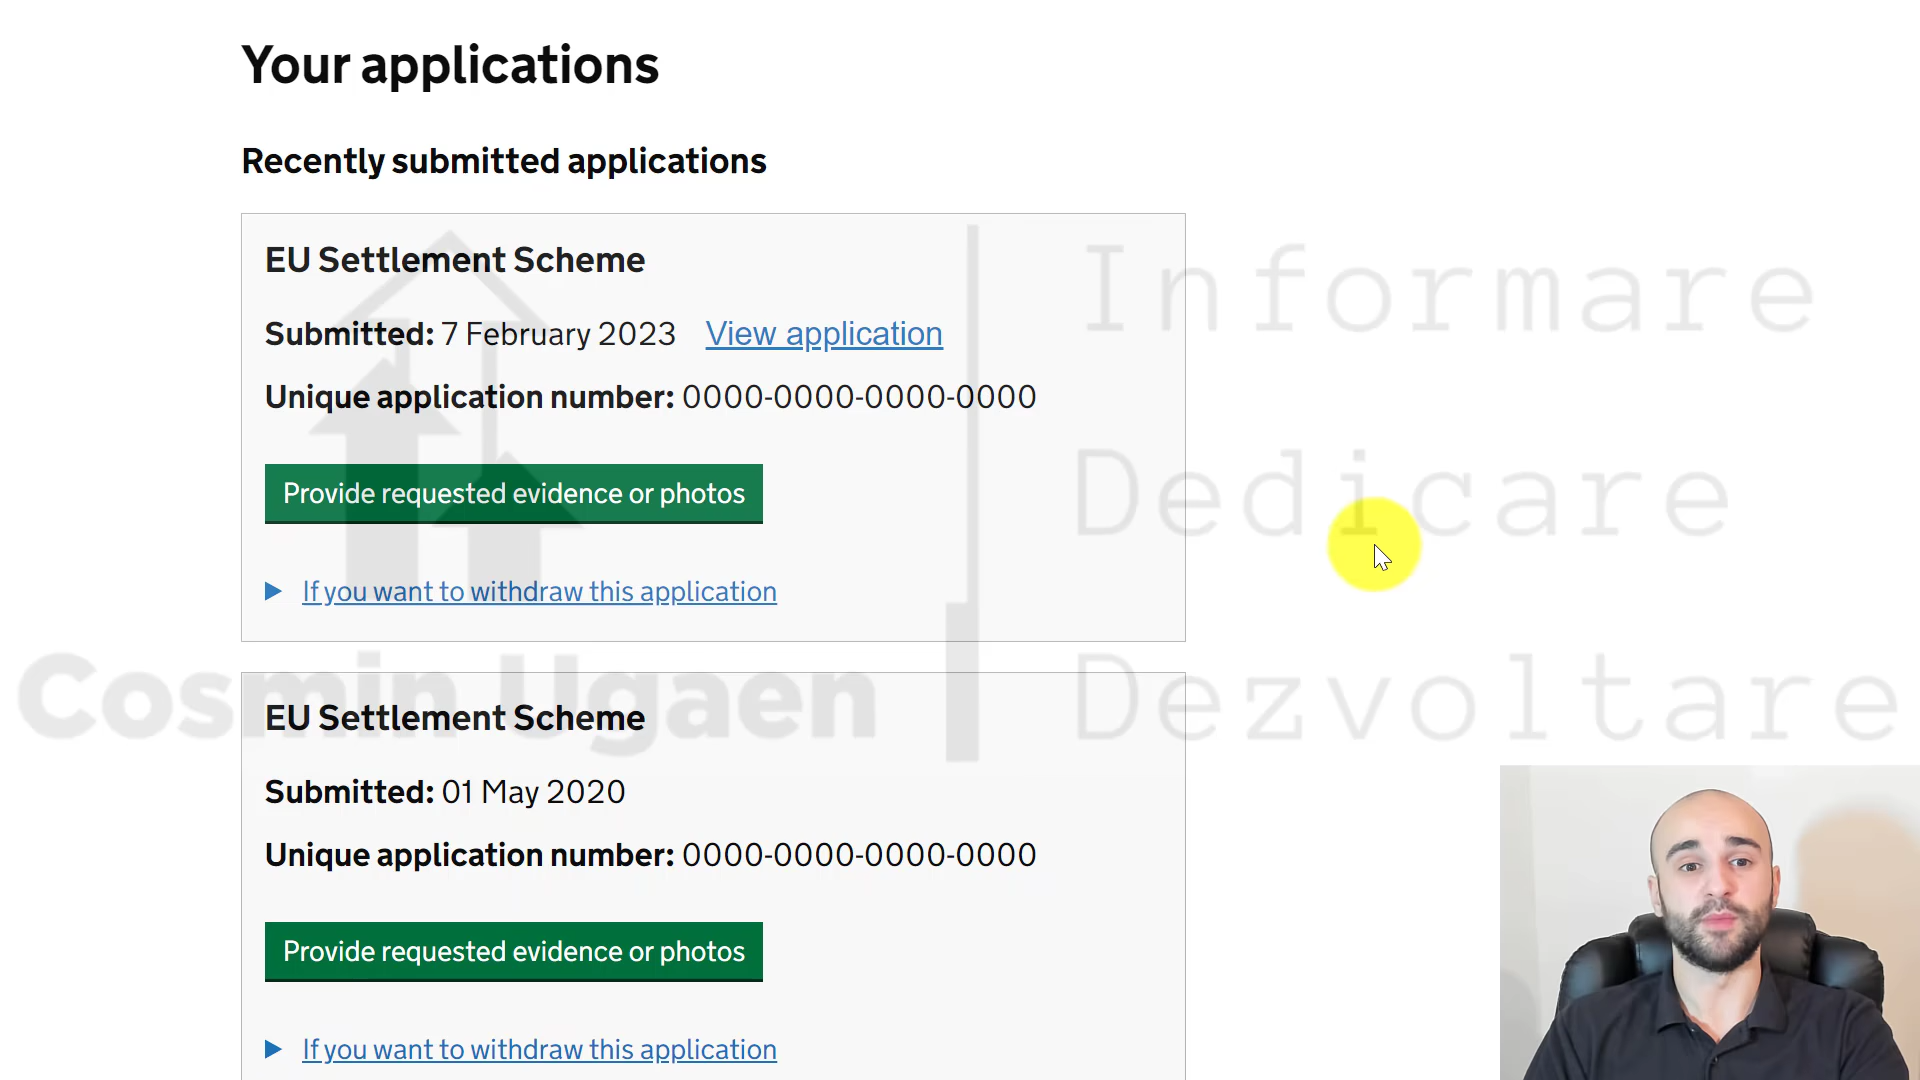 Your applications
Recently submitted applications
EU Settlement Scheme
Submitted: 7 February 2023 View application
Unique application number: 0000-0000-0000-0000
Provide requested evidence or photos
If you want to withdraw this application
EU Settlement Scheme
Submitted: 01 May 2020
Unique application number: 0000-0000-0000-0000
Provide requested evidence or photos
If you want to withdraw this application
Cosmin Ugaen
Informare
Dedicare
Dezvoltare